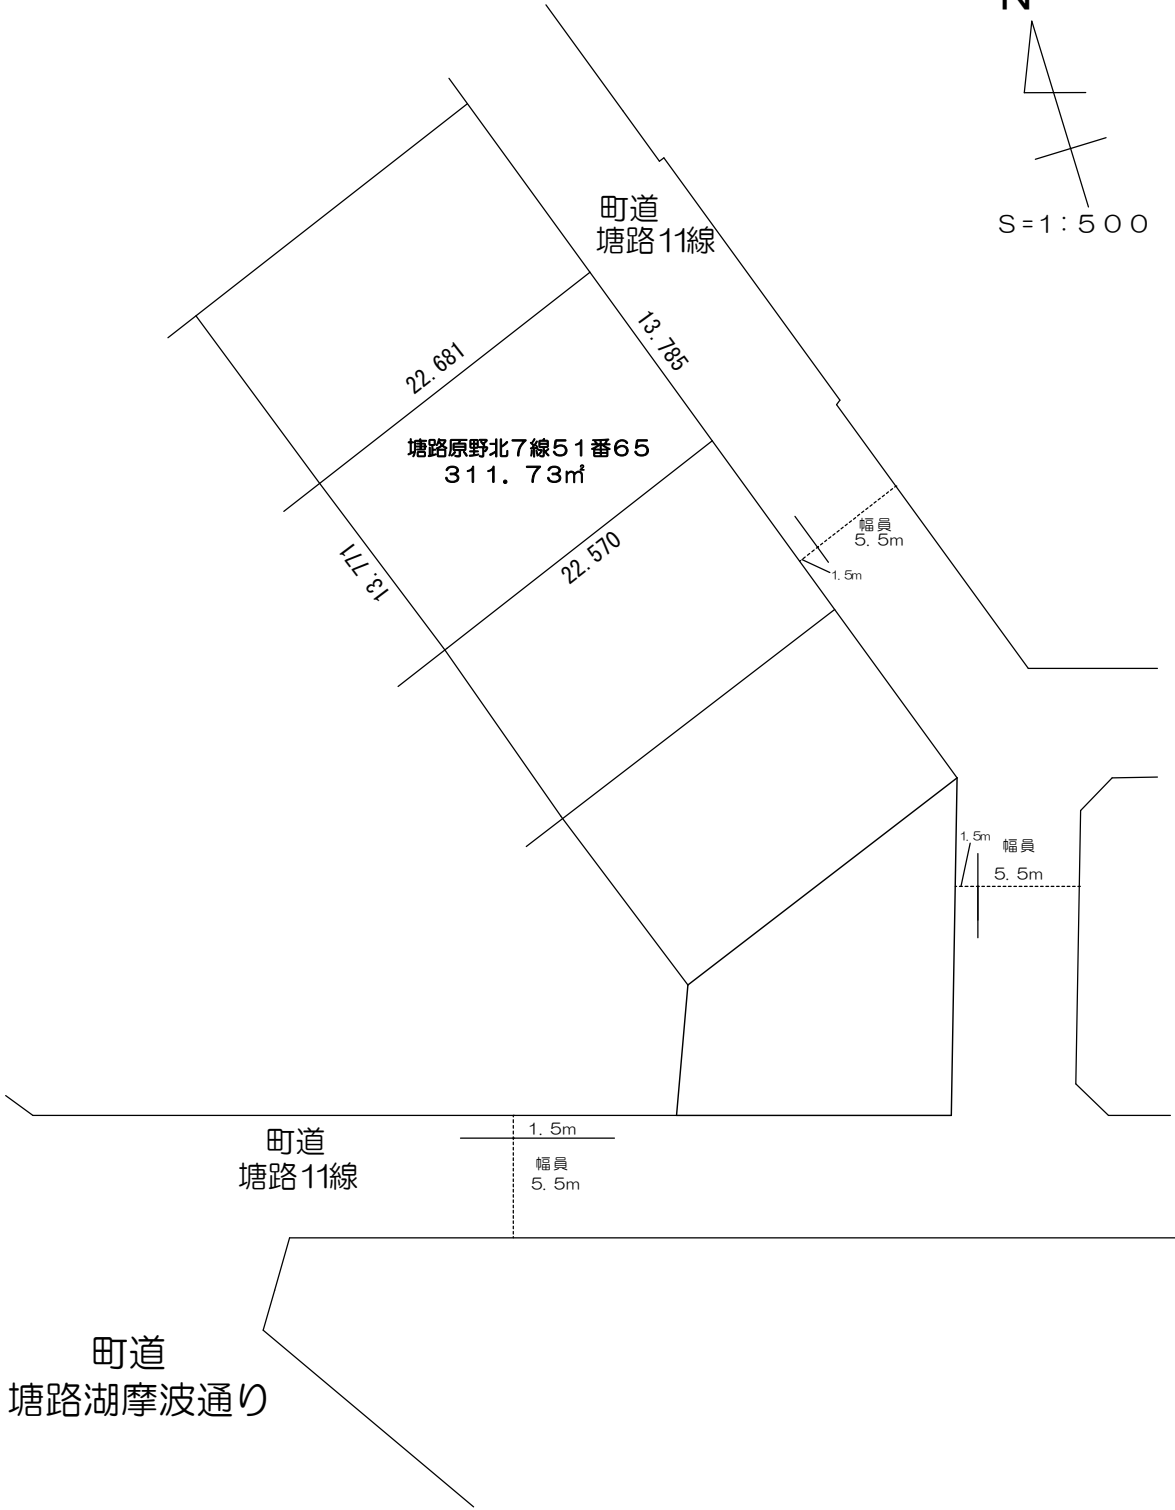 N
S=1:500
町道
塘路11線
13.785
22.681
塘路原野北7線51番65
311.73㎡
22.570
13.771
幅員
5.5m
1.5m
1.5m
幅員
5.5m
町道
塘路11線
1.5m
幅員
5.5m
町道
塘路湖摩波通り